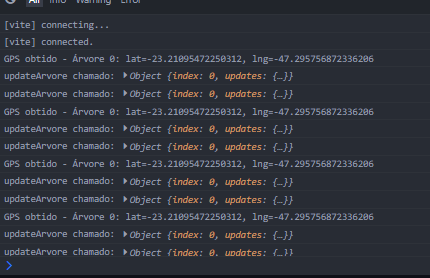 All Info Warning Error
[vite] connecting...
[vite] connected.
GPS obtido - Árvore 0: lat=-23.21095472250312, lng=-47.295756872336206
updateArvore chamado: ▶Object {index: 0, updates: {…}}
updateArvore chamado: ▶Object {index: 0, updates: {…}}
GPS obtido - Árvore 0: lat=-23.21095472250312, lng=-47.295756872336206
updateArvore chamado: ▶Object {index: 0, updates: {…}}
updateArvore chamado: ▶Object {index: 0, updates: {…}}
GPS obtido - Árvore 0: lat=-23.21095472250312, lng=-47.295756872336206
updateArvore chamado: ▶Object {index: 0, updates: {…}}
updateArvore chamado: ▶Object {index: 0, updates: {…}}
GPS obtido - Árvore 0: lat=-23.21095472250312, lng=-47.295756872336206
updateArvore chamado: ▶Object {index: 0, updates: {…}}
updateArvore chamado: ▶Object {index: 0, updates: {…}}